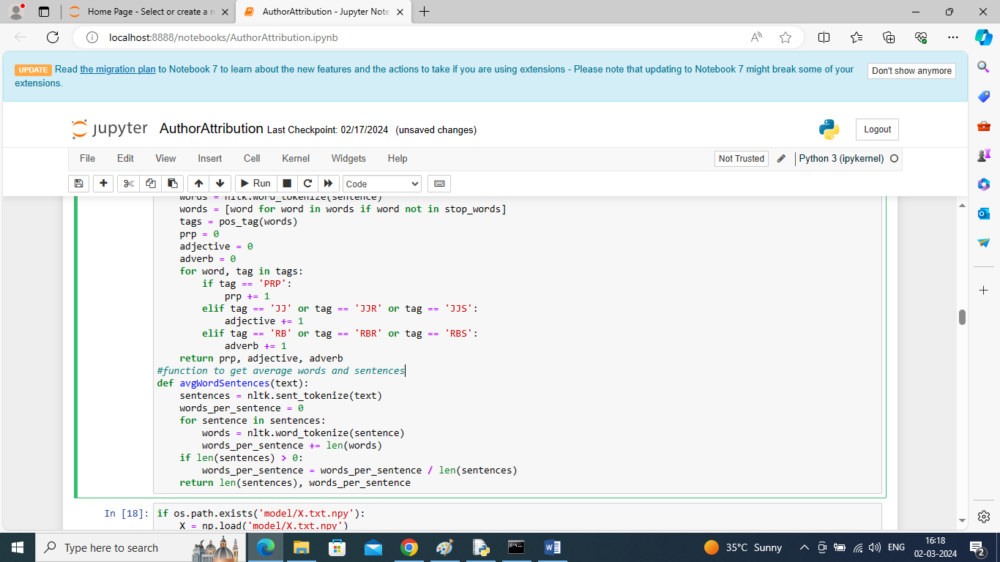 Home Page - Select or create a n
AuthorAttribution - Jupyter Note
localhost:8888/notebooks/AuthorAttribution.ipynb
UPDATE Read the migration plan to Notebook 7 to learn about the new features and the actions to take if you are using extensions - Please note that updating to Notebook 7 might break some of your
extensions.
Don't show anymore
jupyter AuthorAttribution Last Checkpoint: 02/17/2024 (unsaved changes)
Logout
File Edit View Insert Cell Kernel Widgets Help
Not Trusted Python 3 (ipykernel)
Run Code
words = nltk.word_tokenize(sentence)
words = [word for word in words if word not in stop_words]
tags = pos_tag(words)
prp = 0
adjective = 0
adverb = 0
for word, tag in tags:
if tag == 'PRP':
prp += 1
elif tag == 'JJ' or tag == 'JJR' or tag == 'JJS':
adjective += 1
elif tag == 'RB' or tag == 'RBR' or tag == 'RBS':
adverb += 1
return prp, adjective, adverb
#function to get average words and sentences
def avgWordSentences(text):
sentences = nltk.sent_tokenize(text)
words_per_sentence = 0
for sentence in sentences:
words = nltk.word_tokenize(sentence)
words_per_sentence += len(words)
if len(sentences) > 0:
words_per_sentence = words_per_sentence / len(sentences)
return len(sentences), words_per_sentence
In [18]: if os.path.exists('model/X.txt.npy'):
X = np.load('model/X.txt.npy')
Type here to search
35°C Sunny
ENG
16:18
02-03-2024
2